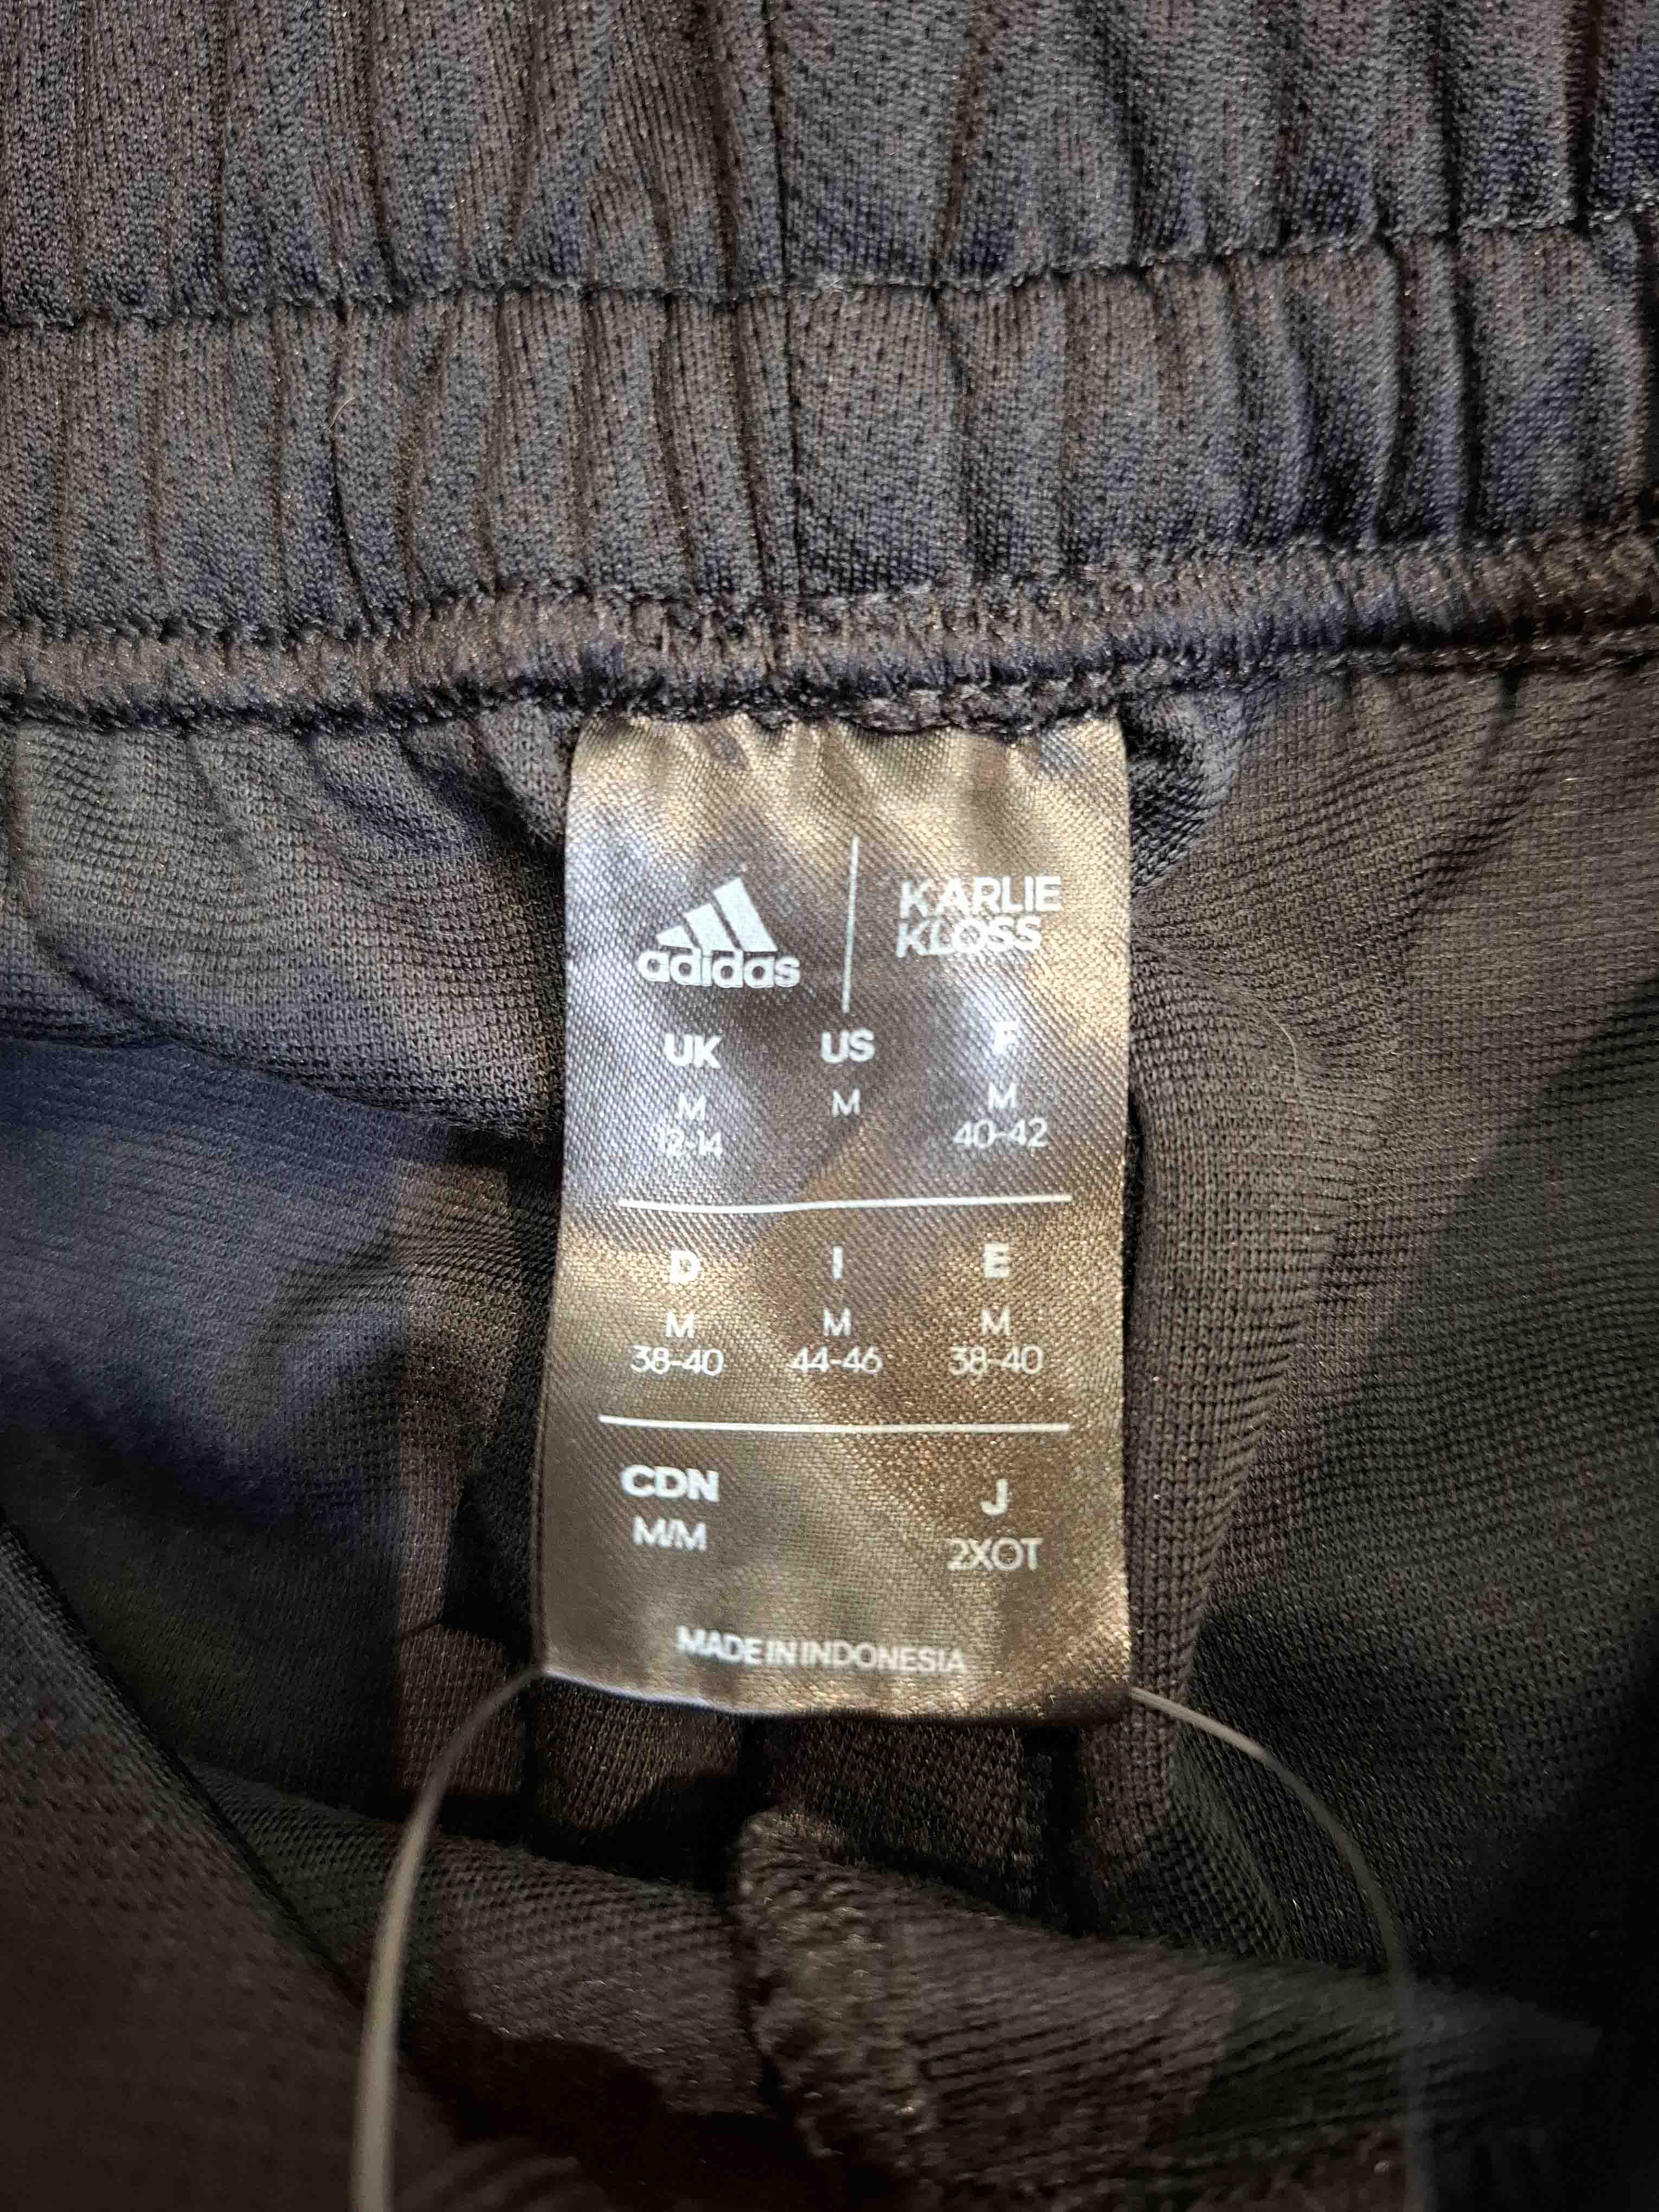 adidas
KARLIE
KLOSS
UK US F
M M M
12-14 40-42
D I E
M M M
38-40 44-46 38-40
CDN J
M/M 2XOT
MADE IN INDONESIA